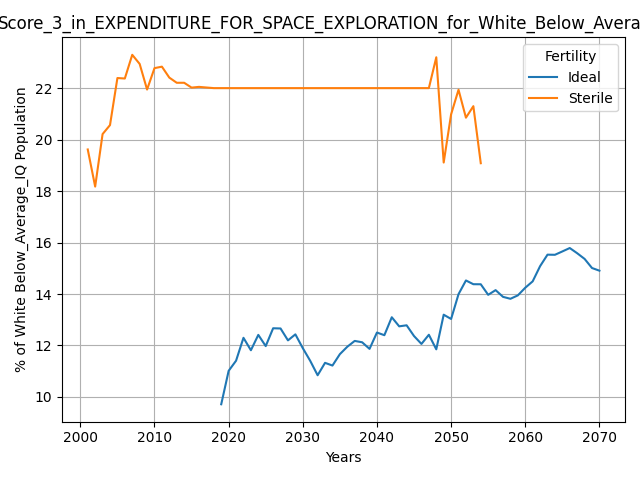 Score_3_in_EXPENDITURE_FOR_SPACE_EXPLORATION_for_White_Below_Avera
Fertility
Ideal
Sterile
% of White Below_Average_IQ Population
22
20
18
16
14
12
10
2000 2010 2020 2030 2040 2050 2060 2070
Years